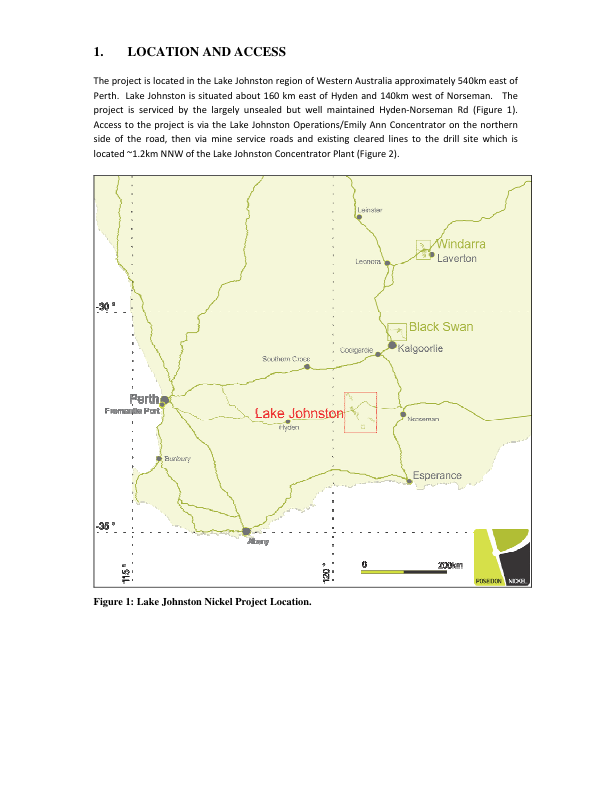 1. LOCATION AND ACCESS
The project is located in the Lake Johnston region of Western Australia approximately 540km east of
Perth. Lake Johnston is situated about 160 km east of Hyden and 140km west of Norseman. The
project is serviced by the largely unsealed but well maintained Hyden-Norseman Rd (Figure 1).
Access to the project is via the Lake Johnston Operations/Emily Ann Concentrator on the northern
side of the road, then via mine service roads and existing cleared lines to the drill site which is
located ~1.2km NNW of the Lake Johnston Concentrator Plant (Figure 2).
Leinster
Windarra
Leonora
Laverton
-30 °
Black Swan
Coolgardie
Kalgoorlie
Southern Cross
Perth
Fremantle Port
Lake Johnston
Norseman
Hyden
Bunbury
Esperance
-35 °
Albany
115 °
120 °
0
200km
POSEIDON NICKEL
Figure 1: Lake Johnston Nickel Project Location.